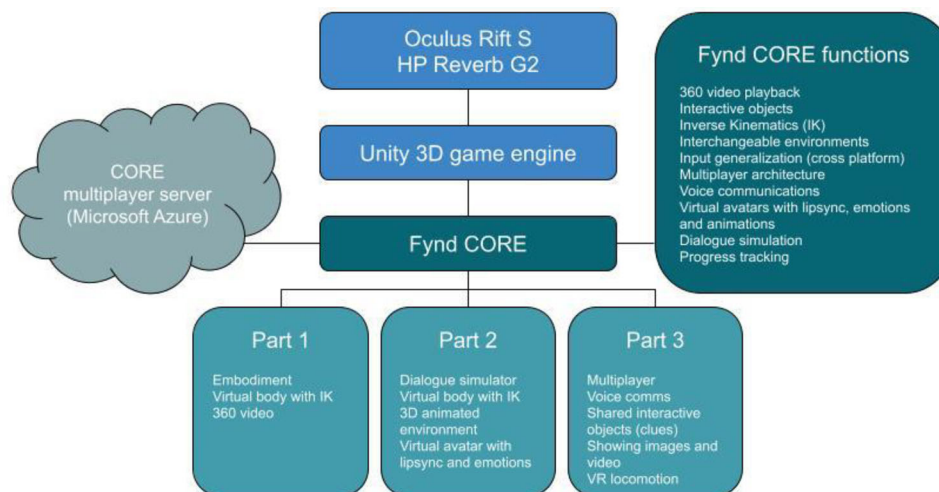 Oculus Rift S
HP Reverb G2
Fynd CORE functions
360 video playback
Interactive objects
Inverse Kinematics (IK)
Interchangeable environments
Input generalization (cross platform)
Multiplayer architecture
Voice communications
Virtual avatars with lipsync, emotions
and animations
Dialogue simulation
Progress tracking
Unity 3D game engine
CORE
multiplayer server
(Microsoft Azure)
Fynd CORE
Part 1
Embodiment
Virtual body with IK
360 video
Part 2
Dialogue simulator
Virtual body with IK
3D animated
environment
Virtual avatar with
lipsync and emotions
Part 3
Multiplayer
Voice comms
Shared interactive
objects (clues)
Showing images and
video
VR locomotion